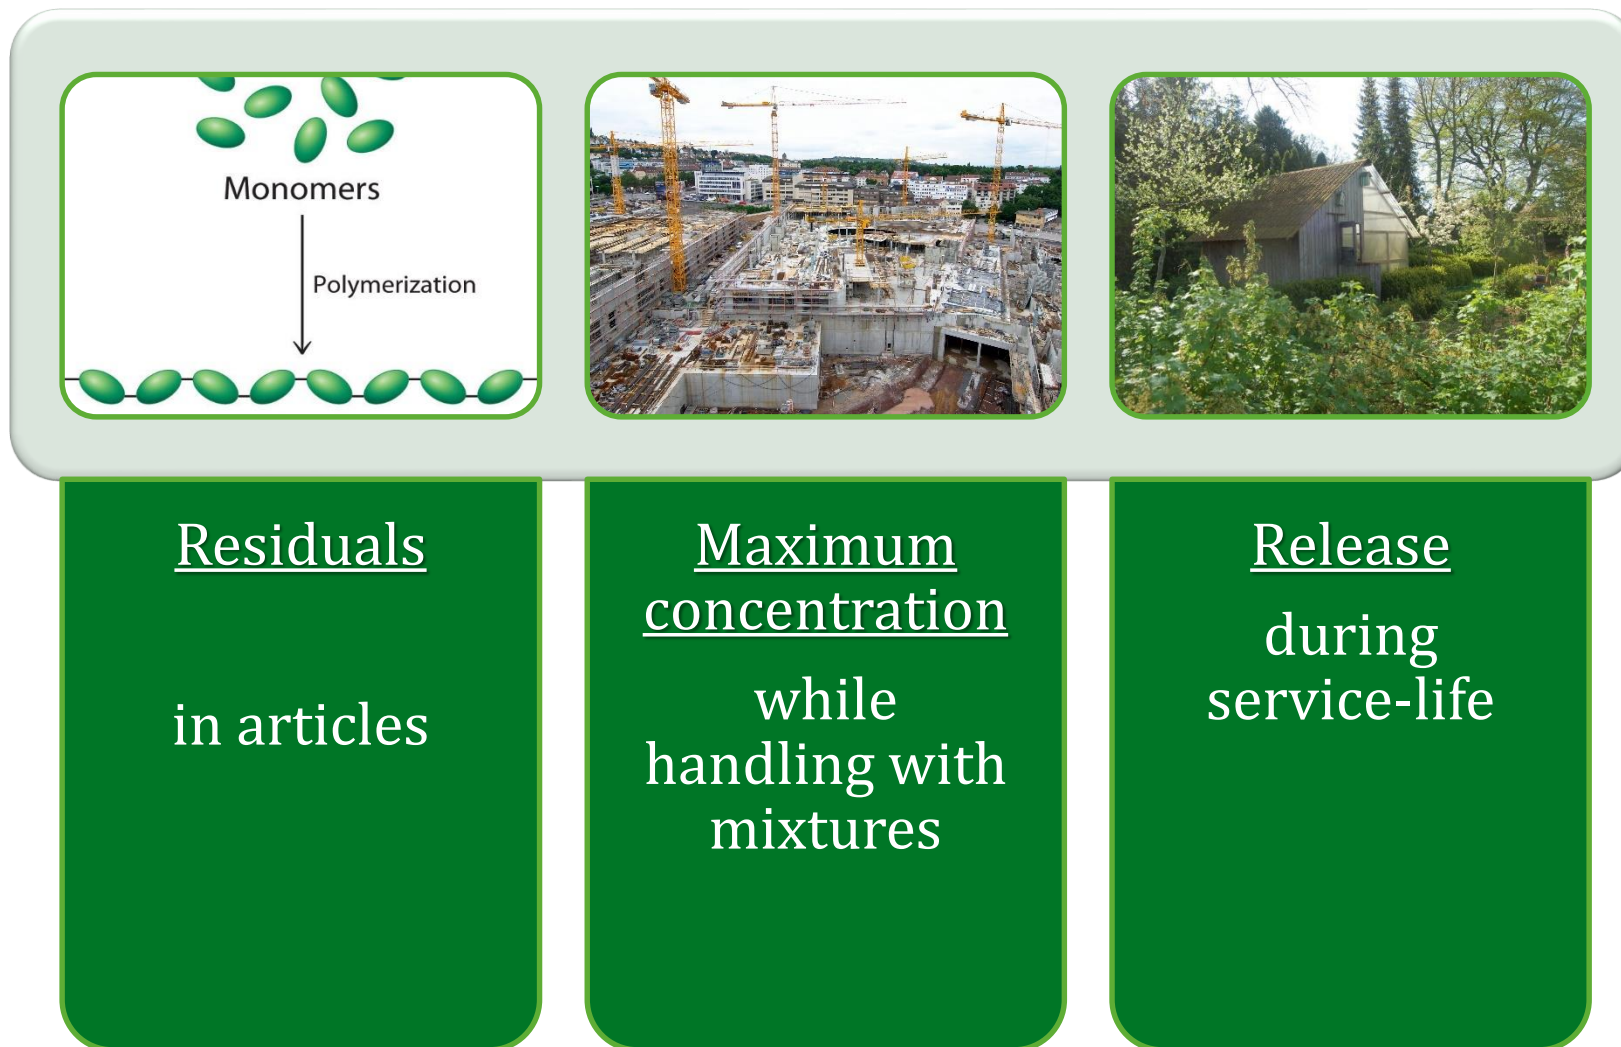 Monomers
Polymerization
Residuals
in articles
Maximum
concentration
while
handling with
mixtures
Release
during
service-life